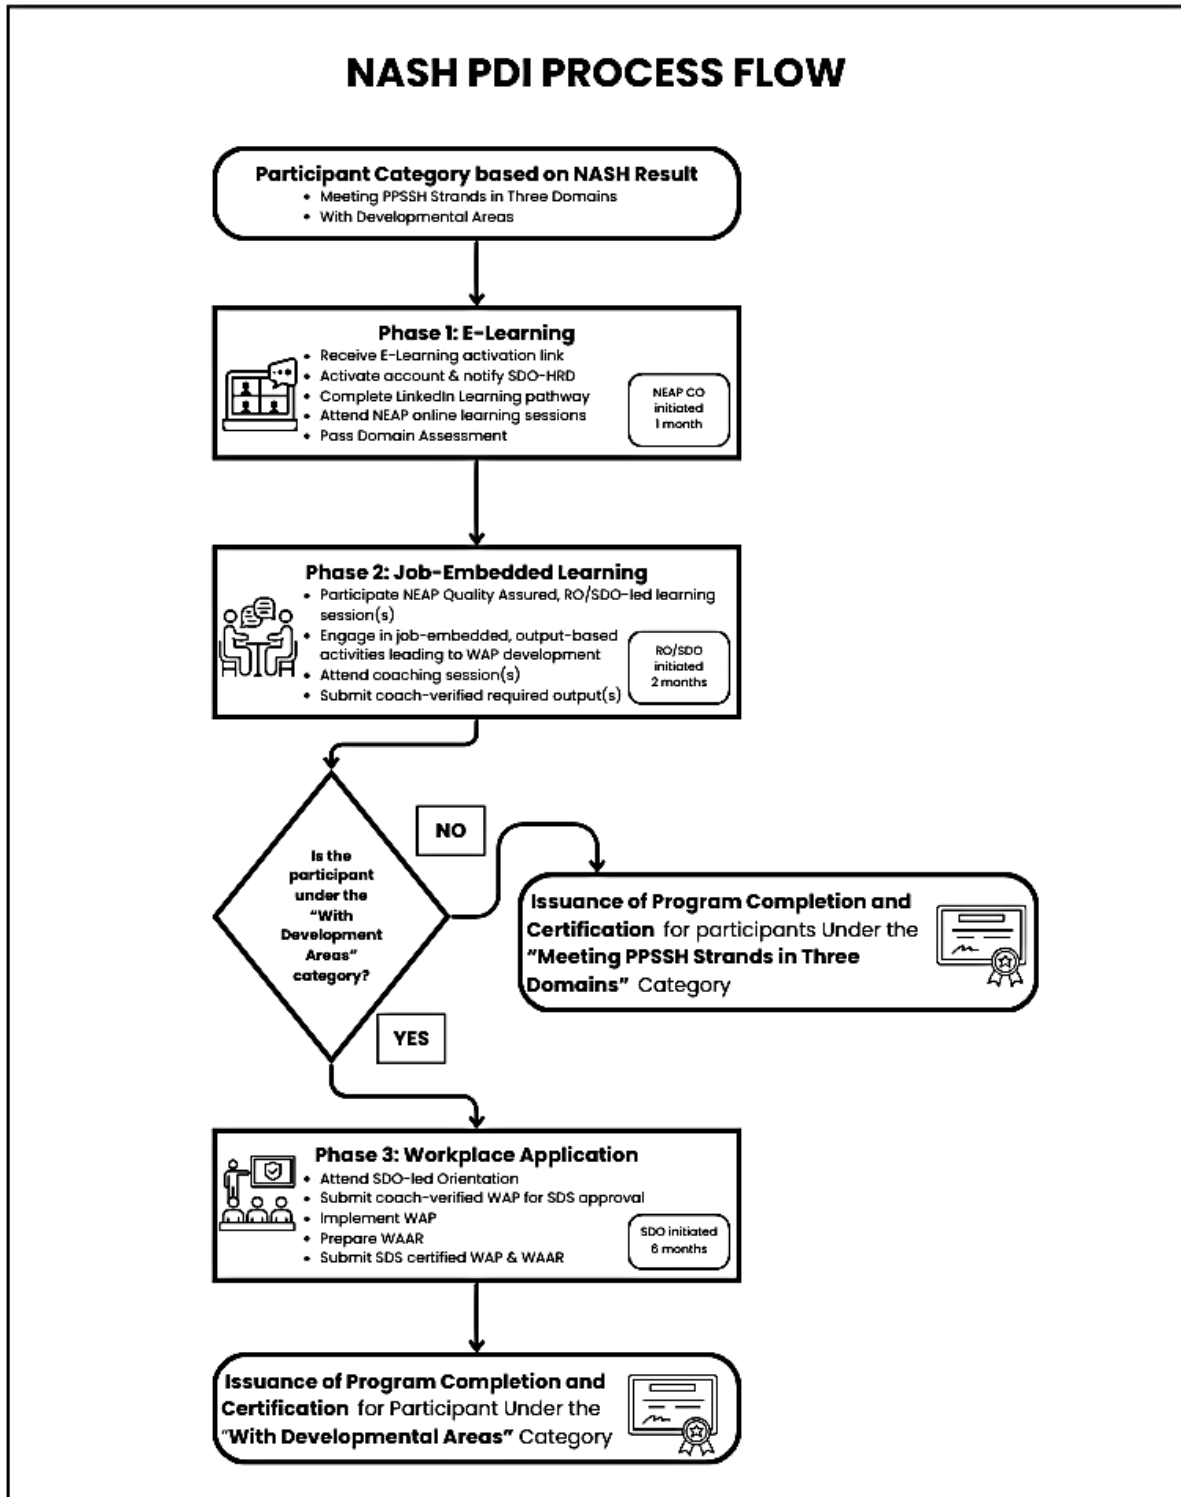 NASH PDI PROCESS FLOW
Participant Category based on NASH Result
• Meeting PPSSH Strands in Three Domains
• With Developmental Areas
Phase 1: E-Learning
• Receive E-Learning activation link
• Activate account & notify SDO-HRD
• Complete LinkedIn Learning pathway
• Attend NEAP online learning sessions
• Pass Domain Assessment
NEAP CO
initiated
1 month
Phase 2: Job-Embedded Learning
• Participate NEAP Quality Assured, RO/SDO-led learning
session(s)
• Engage in job-embedded, output-based
activities leading to WAP development
• Attend coaching session(s)
• Submit coach-verified required output(s)
RO/SDO
initiated
2 months
Is the
participant
under the
"With
Development
Areas"
category?
NO
Issuance of Program Completion and
Certification for participants Under the
"Meeting PPSSH Strands in Three
Domains" Category
YES
Phase 3: Workplace Application
• Attend SDO-led Orientation
• Submit coach-verified WAP for SDS approval
• Implement WAP
• Prepare WAAR
• Submit SDS certified WAP & WAAR
SDO initiated
6 months
Issuance of Program Completion and
Certification for Participant Under the
"With Developmental Areas" Category